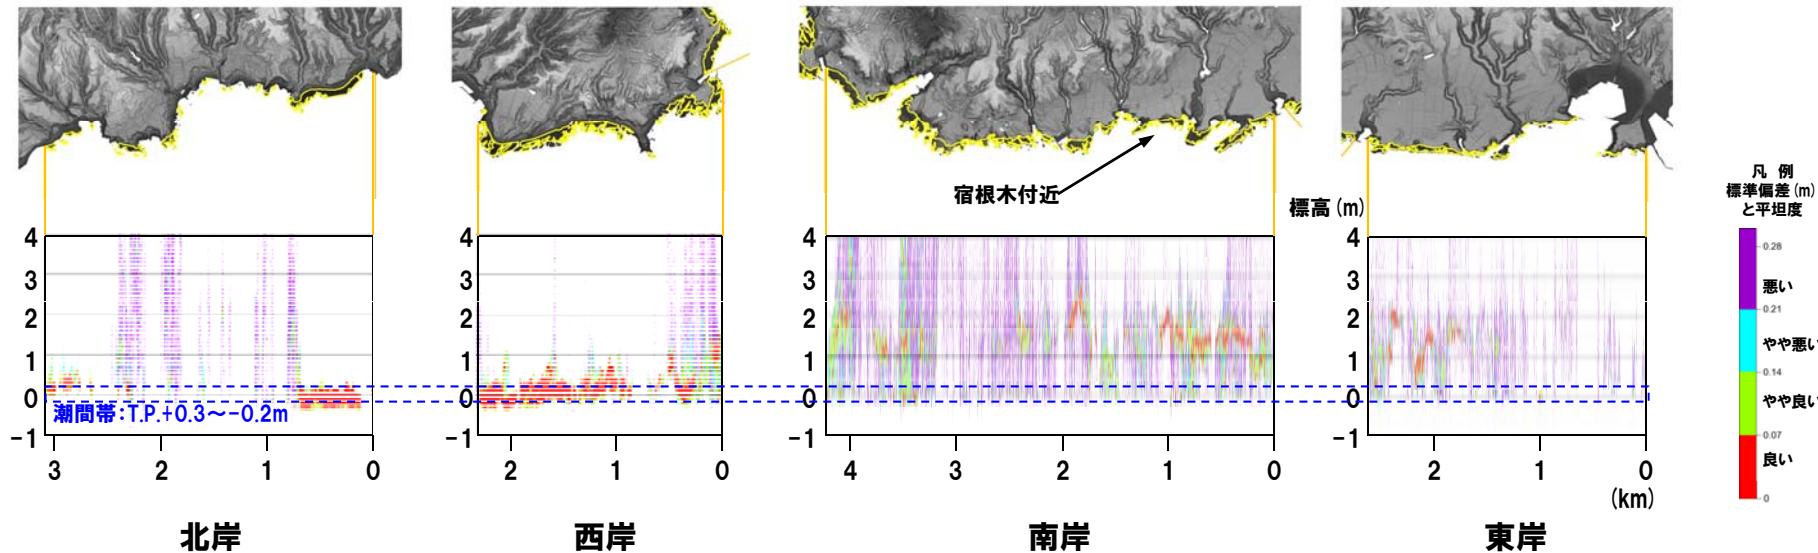 宿根木付近
標高(m)
凡 例
標準偏差(m)
と平坦度
0.28
悪い
0.21
やや悪い
0.14
やや良い
0.07
良い
0
4
3
2
1
0
-1
潮間帯:T.P.+0.3～-0.2m
3 2 1 0
4
3
2
1
0
-1
2 1 0
4
3
2
1
0
-1
4 3 2 1 0
4
3
2
1
0
-1
2 1 0
(km)
北岸
西岸
南岸
東岸